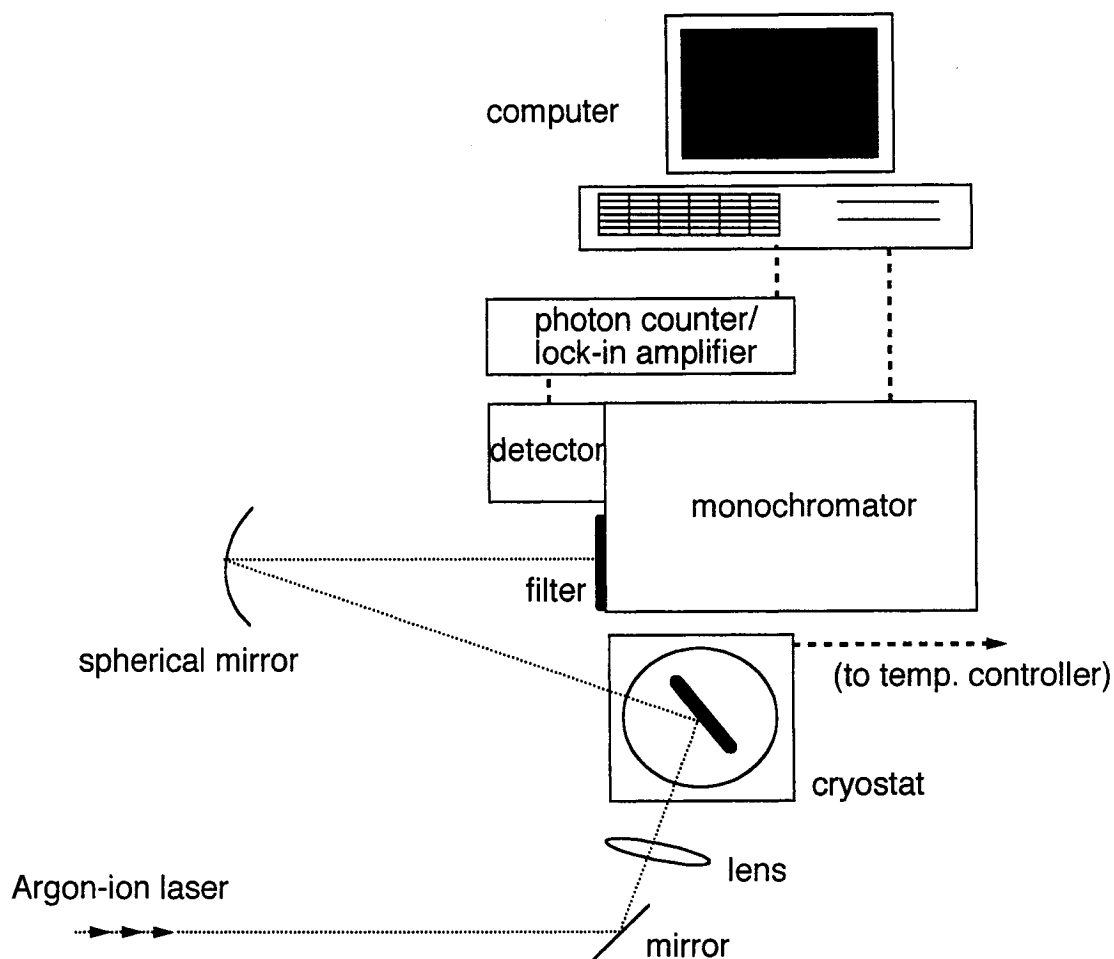 computer
photon counter/
lock-in amplifier
detector
monochromator
filter
spherical mirror
(to temp. controller)
cryostat
lens
Argon-ion laser
mirror